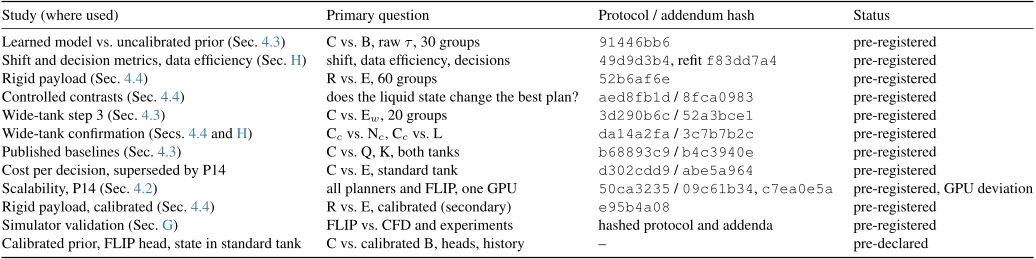 Study (where used) Primary question Protocol / addendum hash Status
Learned model vs. uncalibrated prior (Sec. 4.3) C vs. B, raw τ, 30 groups 91446bb6 pre-registered
Shift and decision metrics, data efficiency (Sec. H) shift, data efficiency, decisions 49d9d3b4, refit f83dd7a4 pre-registered
Rigid payload (Sec. 4.4) R vs. E, 60 groups 52b6af6e pre-registered
Controlled contrasts (Sec. 4.4) does the liquid state change the best plan? aed8fb1d / 8fca0983 pre-registered
Wide-tank step 3 (Sec. 4.3) C vs. E_w, 20 groups 3d290b6c / 52a3bce1 pre-registered
Wide-tank confirmation (Secs. 4.4 and H) C_c vs. N_c, C_c vs. L da14a2fa / 3c7b7b2c pre-registered
Published baselines (Sec. 4.3) C vs. Q, K, both tanks b68893c9 / b4c3940e pre-registered
Cost per decision, superseded by P14 C vs. E, standard tank d302cdd9 / abe5a964 pre-registered
Scalability, P14 (Sec. 4.2) all planners and FLIP, one GPU 50ca3235 / 09c61b34, c7ea0e5a pre-registered, GPU deviation
Rigid payload, calibrated (Sec. 4.4) R vs. E, calibrated (secondary) e95b4a08 pre-registered
Simulator validation (Sec. G) FLIP vs. CFD and experiments hashed protocol and addenda pre-registered
Calibrated prior, FLIP head, state in standard tank C vs. calibrated B, heads, history – pre-declared